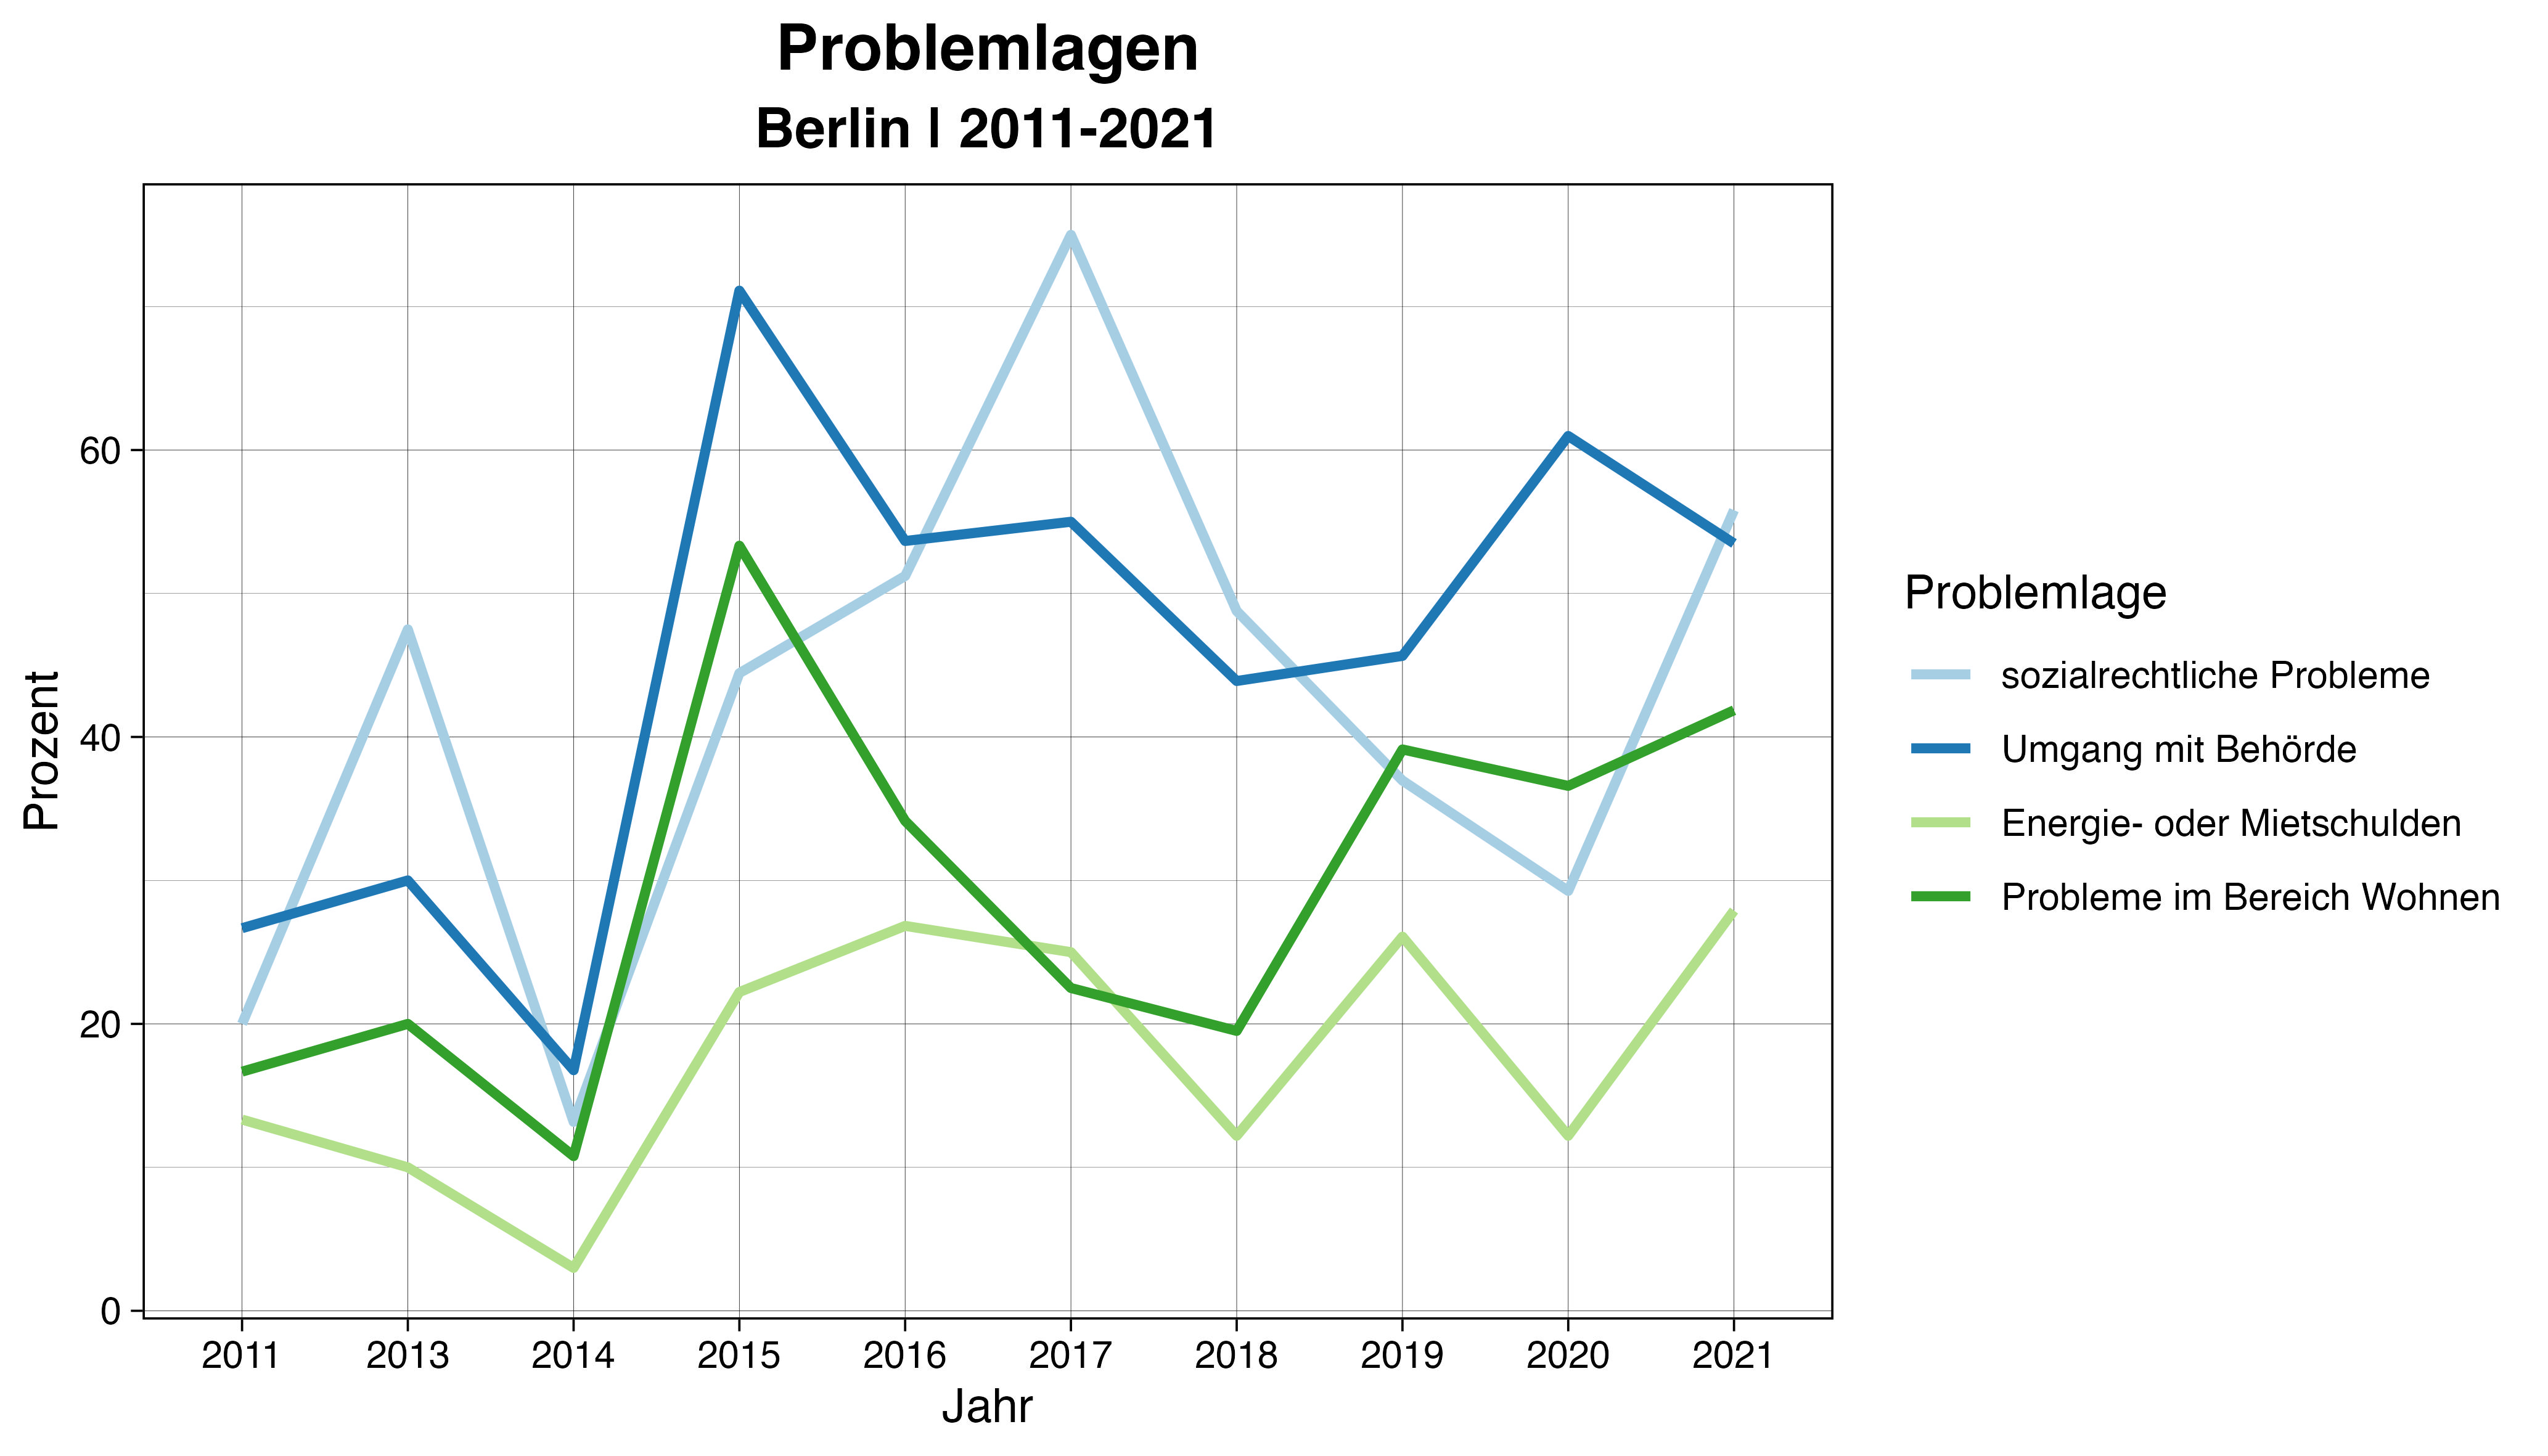 Problemlagen
Berlin | 2011-2021
Prozent
60
40
20
0
2011 2013 2014 2015 2016 2017 2018 2019 2020 2021
Jahr
Problemlage
sozialrechtliche Probleme
Umgang mit Behörde
Energie- oder Mietschulden
Probleme im Bereich Wohnen